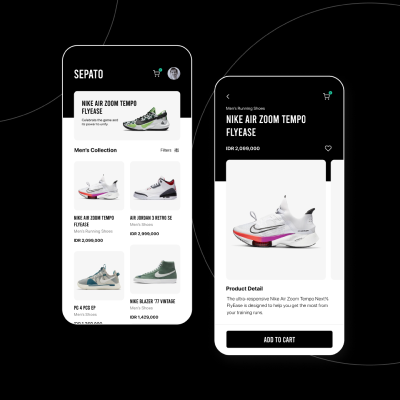 SEPATO
NIKE AIR ZOOM TEMPO
FLYEASE
Celebrate the game and
its power to unify.
Men's Collection
Filters
NIKE AIR ZOOM TEMPO
FLYEASE
Men's Running Shoes
IDR 2,099,000
AIR JORDAN 3 RETRO SE
Men's Shoes
IDR 2,999,000
PG 4 PCG EP
Men's Shoes
NIKE BLAZER '77 VINTAGE
Men's Shoes
IDR 1,429,000
Men's Running Shoes
NIKE AIR ZOOM TEMPO
FLYEASE
IDR 2,099,000
Product Detail
The ultra-responsive Nike Air Zoom Tempo Next%
FlyEase is designed to help you get the most from
your training runs.
ADD TO CART